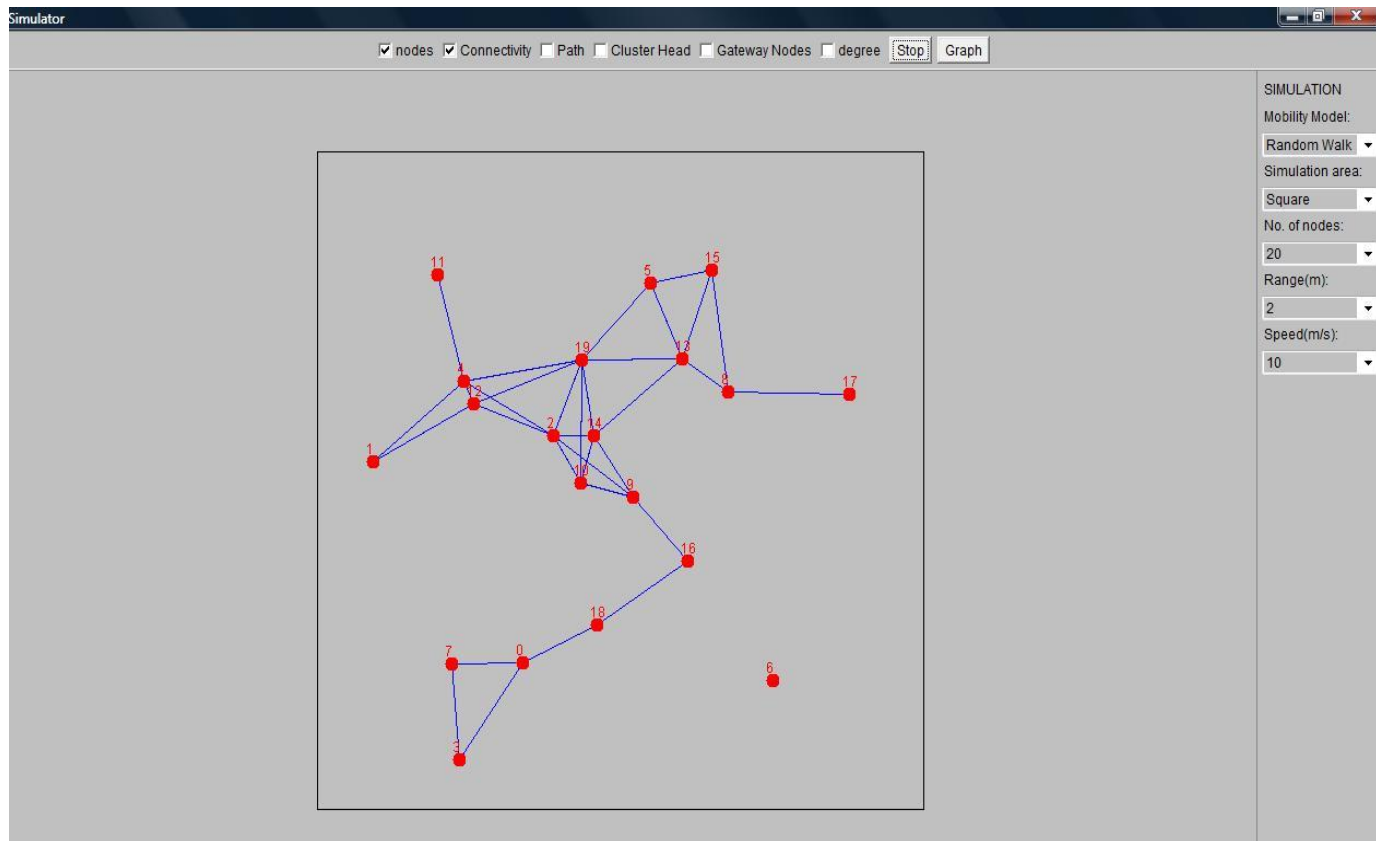 Simulator
nodes Connectivity Path Cluster Head Gateway Nodes degree Stop Graph
SIMULATION
Mobility Model:
Random Walk
Simulation area:
Square
No. of nodes:
20
Range(m):
2
Speed(m/s):
10
11
15
5
19
13
4
12
8
17
2
14
1
10
9
16
18
7
0
6
3